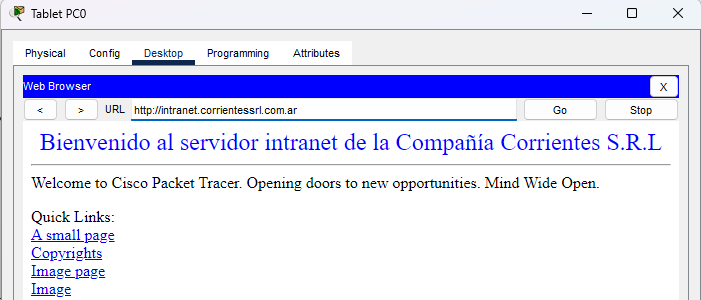 Tablet PC0
Physical Config Desktop Programming Attributes
Web Browser X
< > URL http://intranet.corrientessrl.com.ar Go Stop
Bienvenido al servidor intranet de la Compañía Corrientes S.R.L
Welcome to Cisco Packet Tracer. Opening doors to new opportunities. Mind Wide Open.
Quick Links:
A small page
Copyrights
Image page
Image